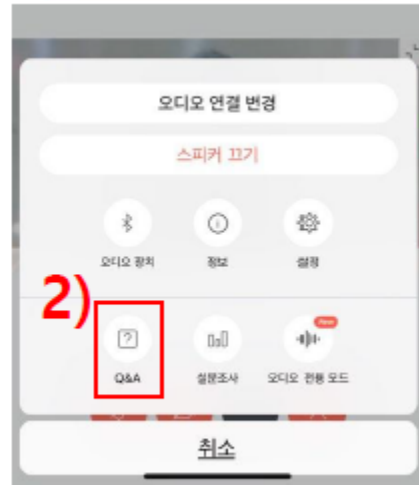 오디오 연결 변경
스피커 끄기
오디오 장치 정보 설정
2)
New
Q&A 설문조사 오디오 전용 모드
취소